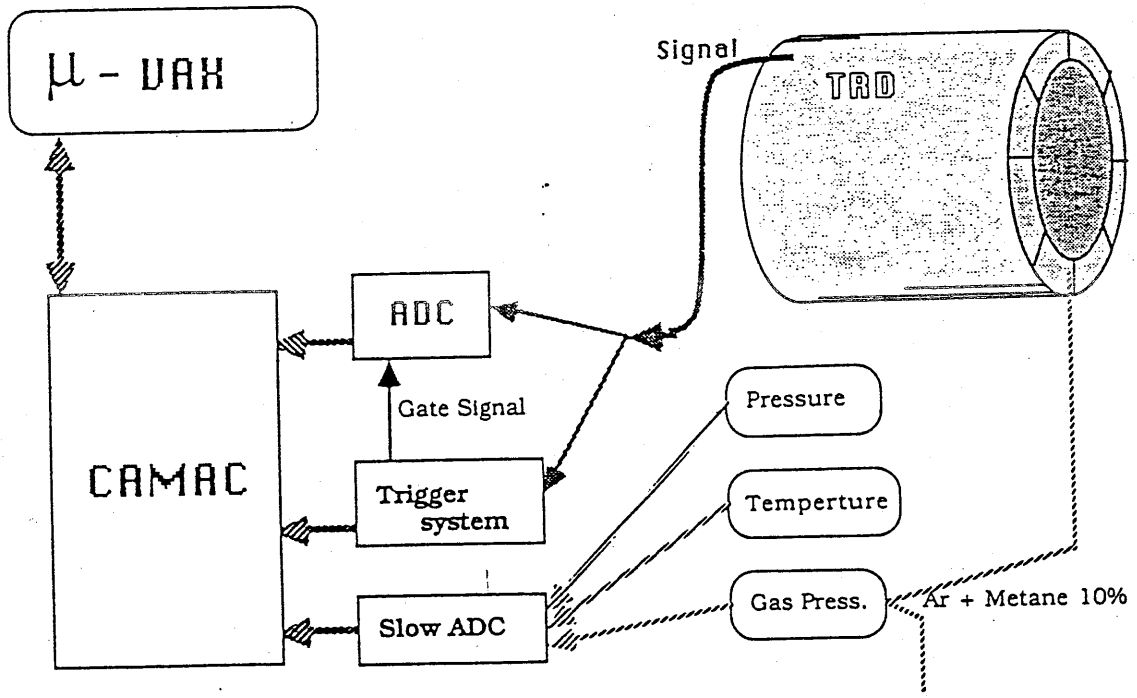 μ - VAX
Signal
TRD
ADC
Gate Signal
Pressure
CAMAC
Trigger
system
Temperture
Slow ADC
Gas Press.
Ar + Metane 10%